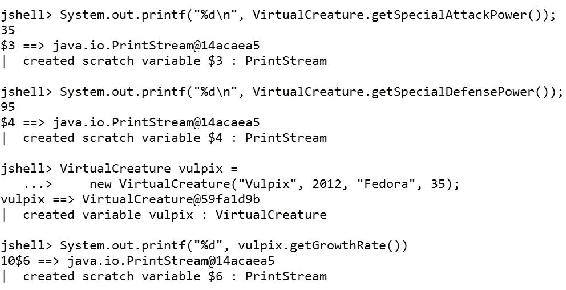 jshell> System.out.printf("%d\n", VirtualCreature.getSpecialAttackPower());
35
$3 ==> java.io.PrintStream@14acaea5
|  created scratch variable $3 : PrintStream
jshell> System.out.printf("%d\n", VirtualCreature.getSpecialDefensePower());
95
$4 ==> java.io.PrintStream@14acaea5
|  created scratch variable $4 : PrintStream
jshell> VirtualCreature vulpix =
   ...>     new VirtualCreature("Vulpix", 2012, "Fedora", 35);
vulpix ==> VirtualCreature@59fa1d9b
|  created variable vulpix : VirtualCreature
jshell> System.out.printf("%d", vulpix.getGrowthRate())
10$6 ==> java.io.PrintStream@14acaea5
|  created scratch variable $6 : PrintStream